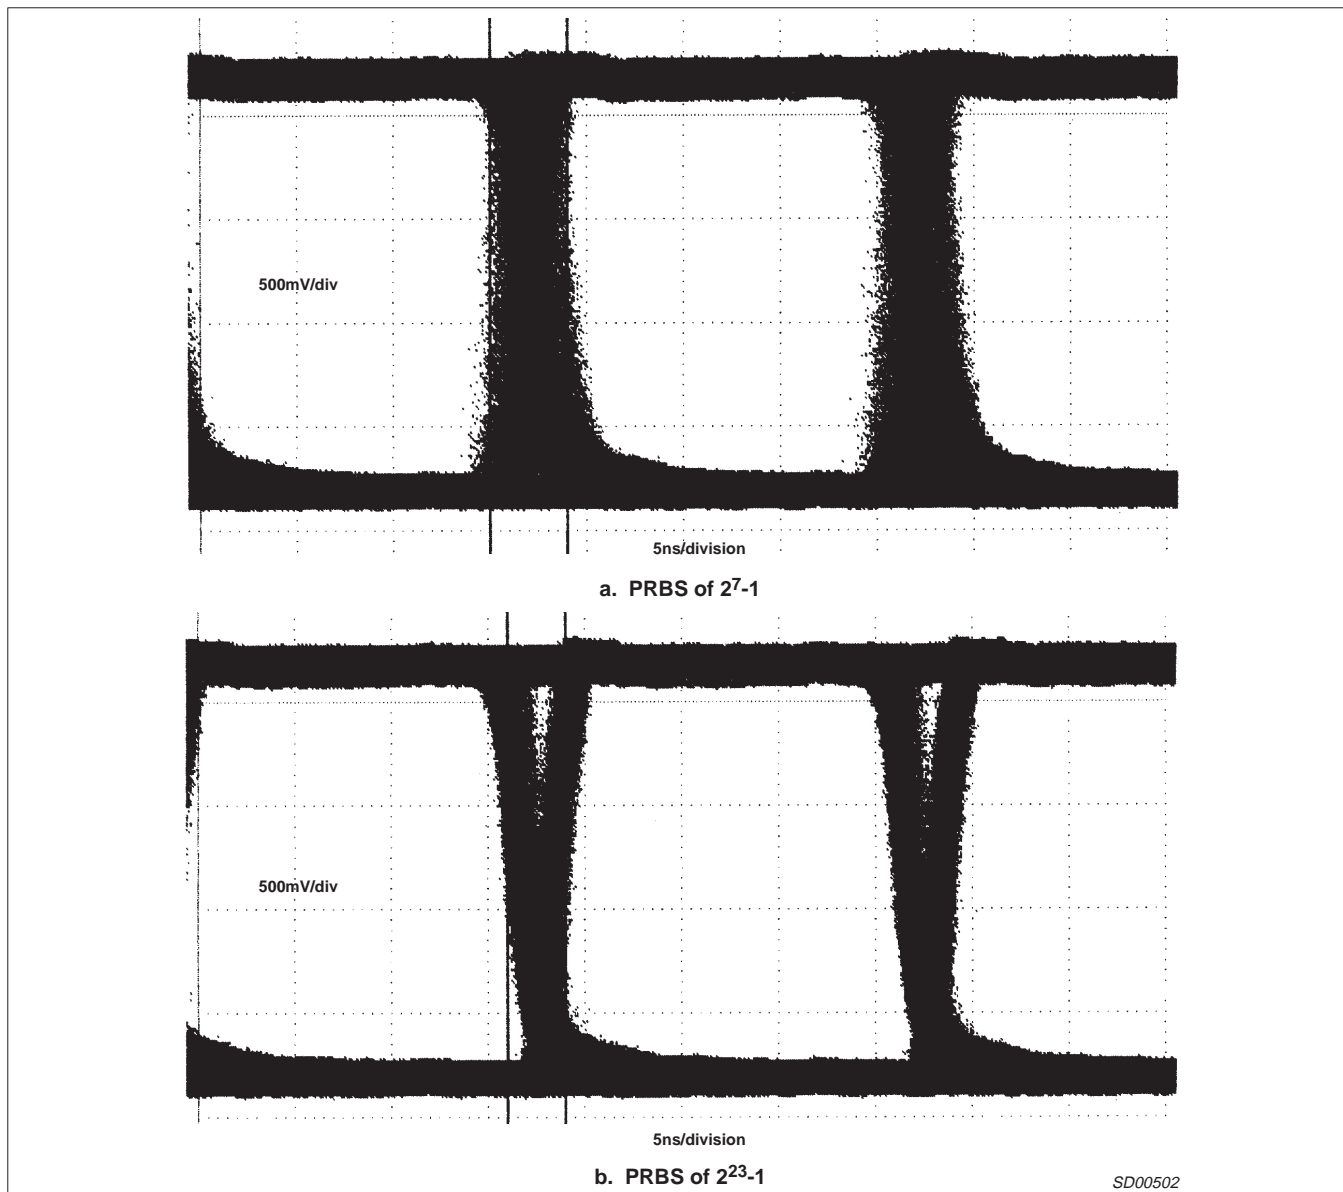 500mV/div
5ns/division
a. PRBS of 2⁷-1
500mV/div
5ns/division
b. PRBS of 2²³-1
SD00502